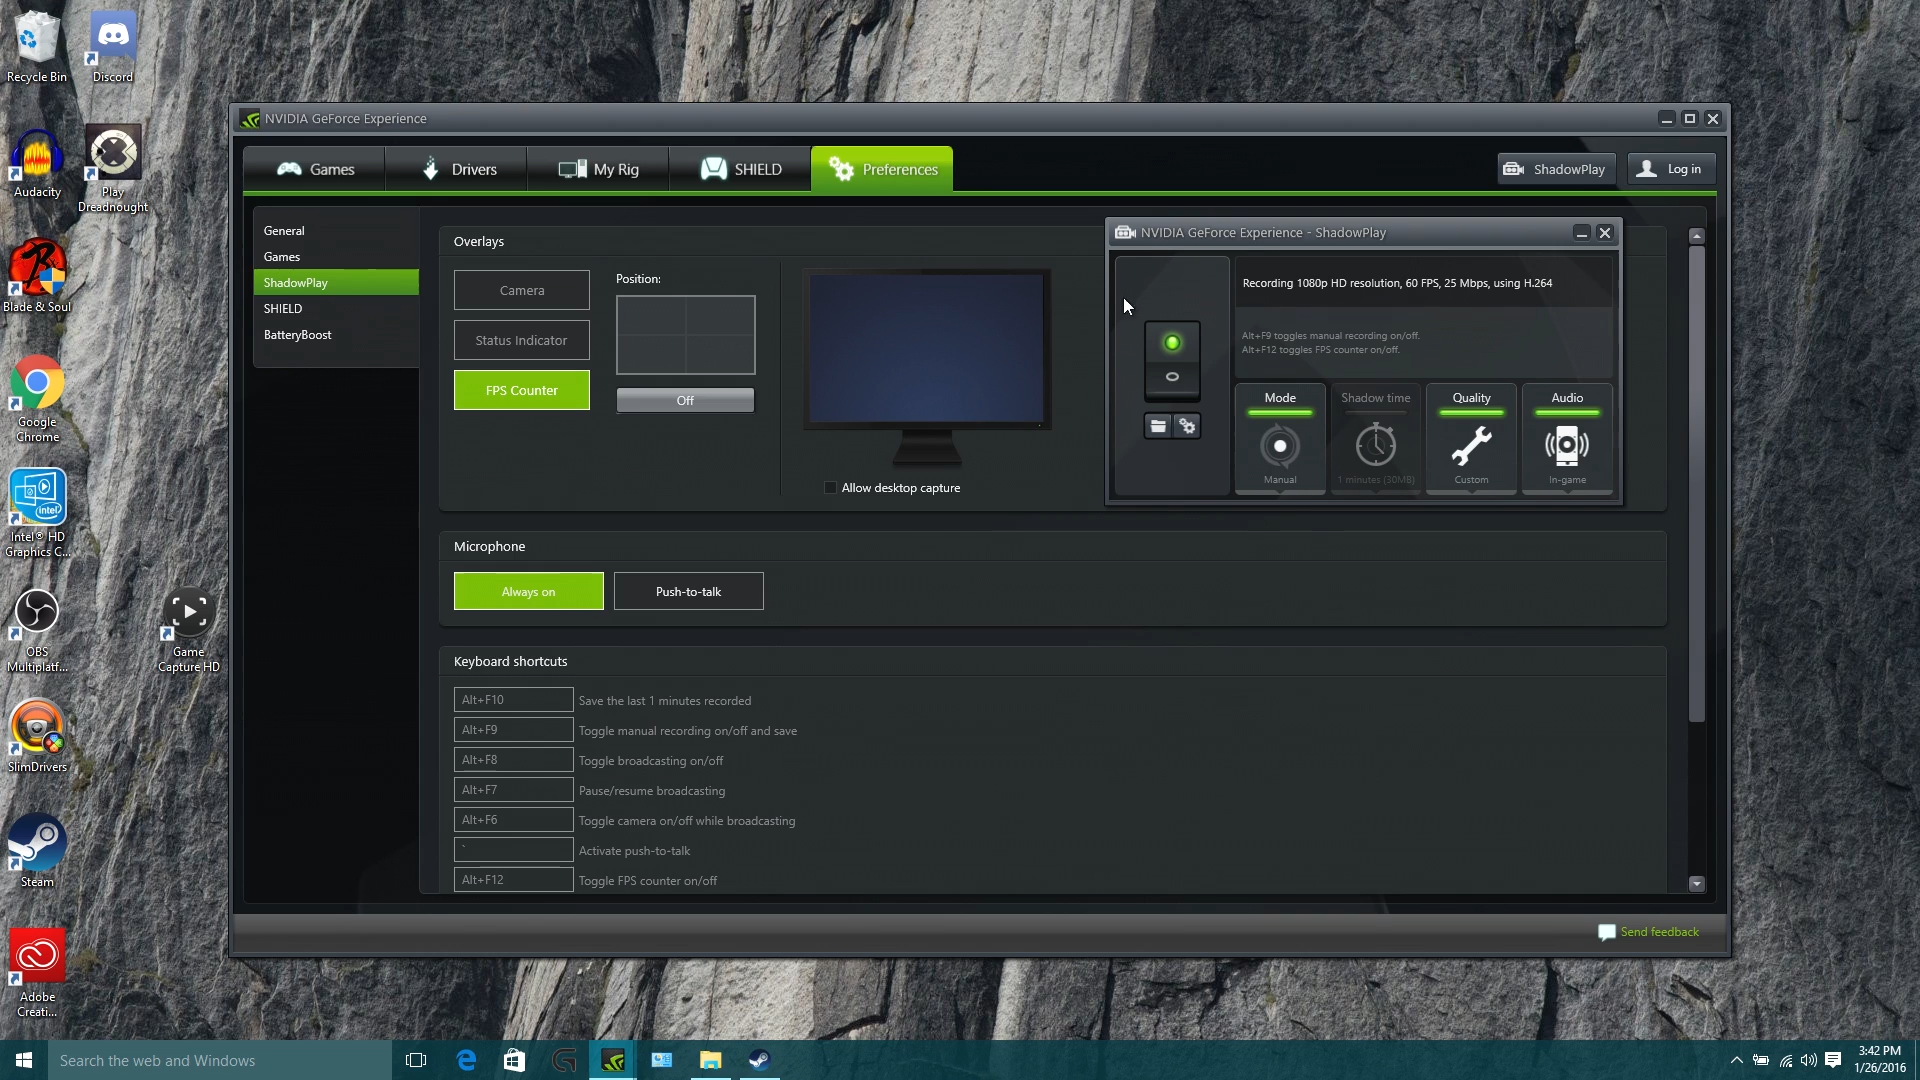 Recycle Bin
Discord
Audacity
Play
Dreadnought
Blade & Soul
Google
Chrome
intel
Intel® HD
Graphics C...
OBS
Multiplatf...
Game
Capture HD
SlimDrivers
Steam
Adobe
Creati...
NVIDIA GeForce Experience
Games
Drivers
My Rig
SHIELD
Preferences
ShadowPlay
Log in
General
Games
ShadowPlay
SHIELD
BatteryBoost
Overlays
Camera
Status Indicator
FPS Counter
Position:
Off
Allow desktop capture
NVIDIA GeForce Experience - ShadowPlay
Recording 1080p HD resolution, 60 FPS, 25 Mbps, using H.264
Alt+F9 toggles manual recording on/off.
Alt+F12 toggles FPS counter on/off.
Mode
Manual
Shadow time
1 minutes (30MB)
Quality
Custom
Audio
In-game
Microphone
Always on
Push-to-talk
Keyboard shortcuts
Alt+F10 Save the last 1 minutes recorded
Alt+F9 Toggle manual recording on/off and save
Alt+F8 Toggle broadcasting on/off
Alt+F7 Pause/resume broadcasting
Alt+F6 Toggle camera on/off while broadcasting
` Activate push-to-talk
Alt+F12 Toggle FPS counter on/off
Send feedback
Search the web and Windows
3:42 PM
1/26/2016